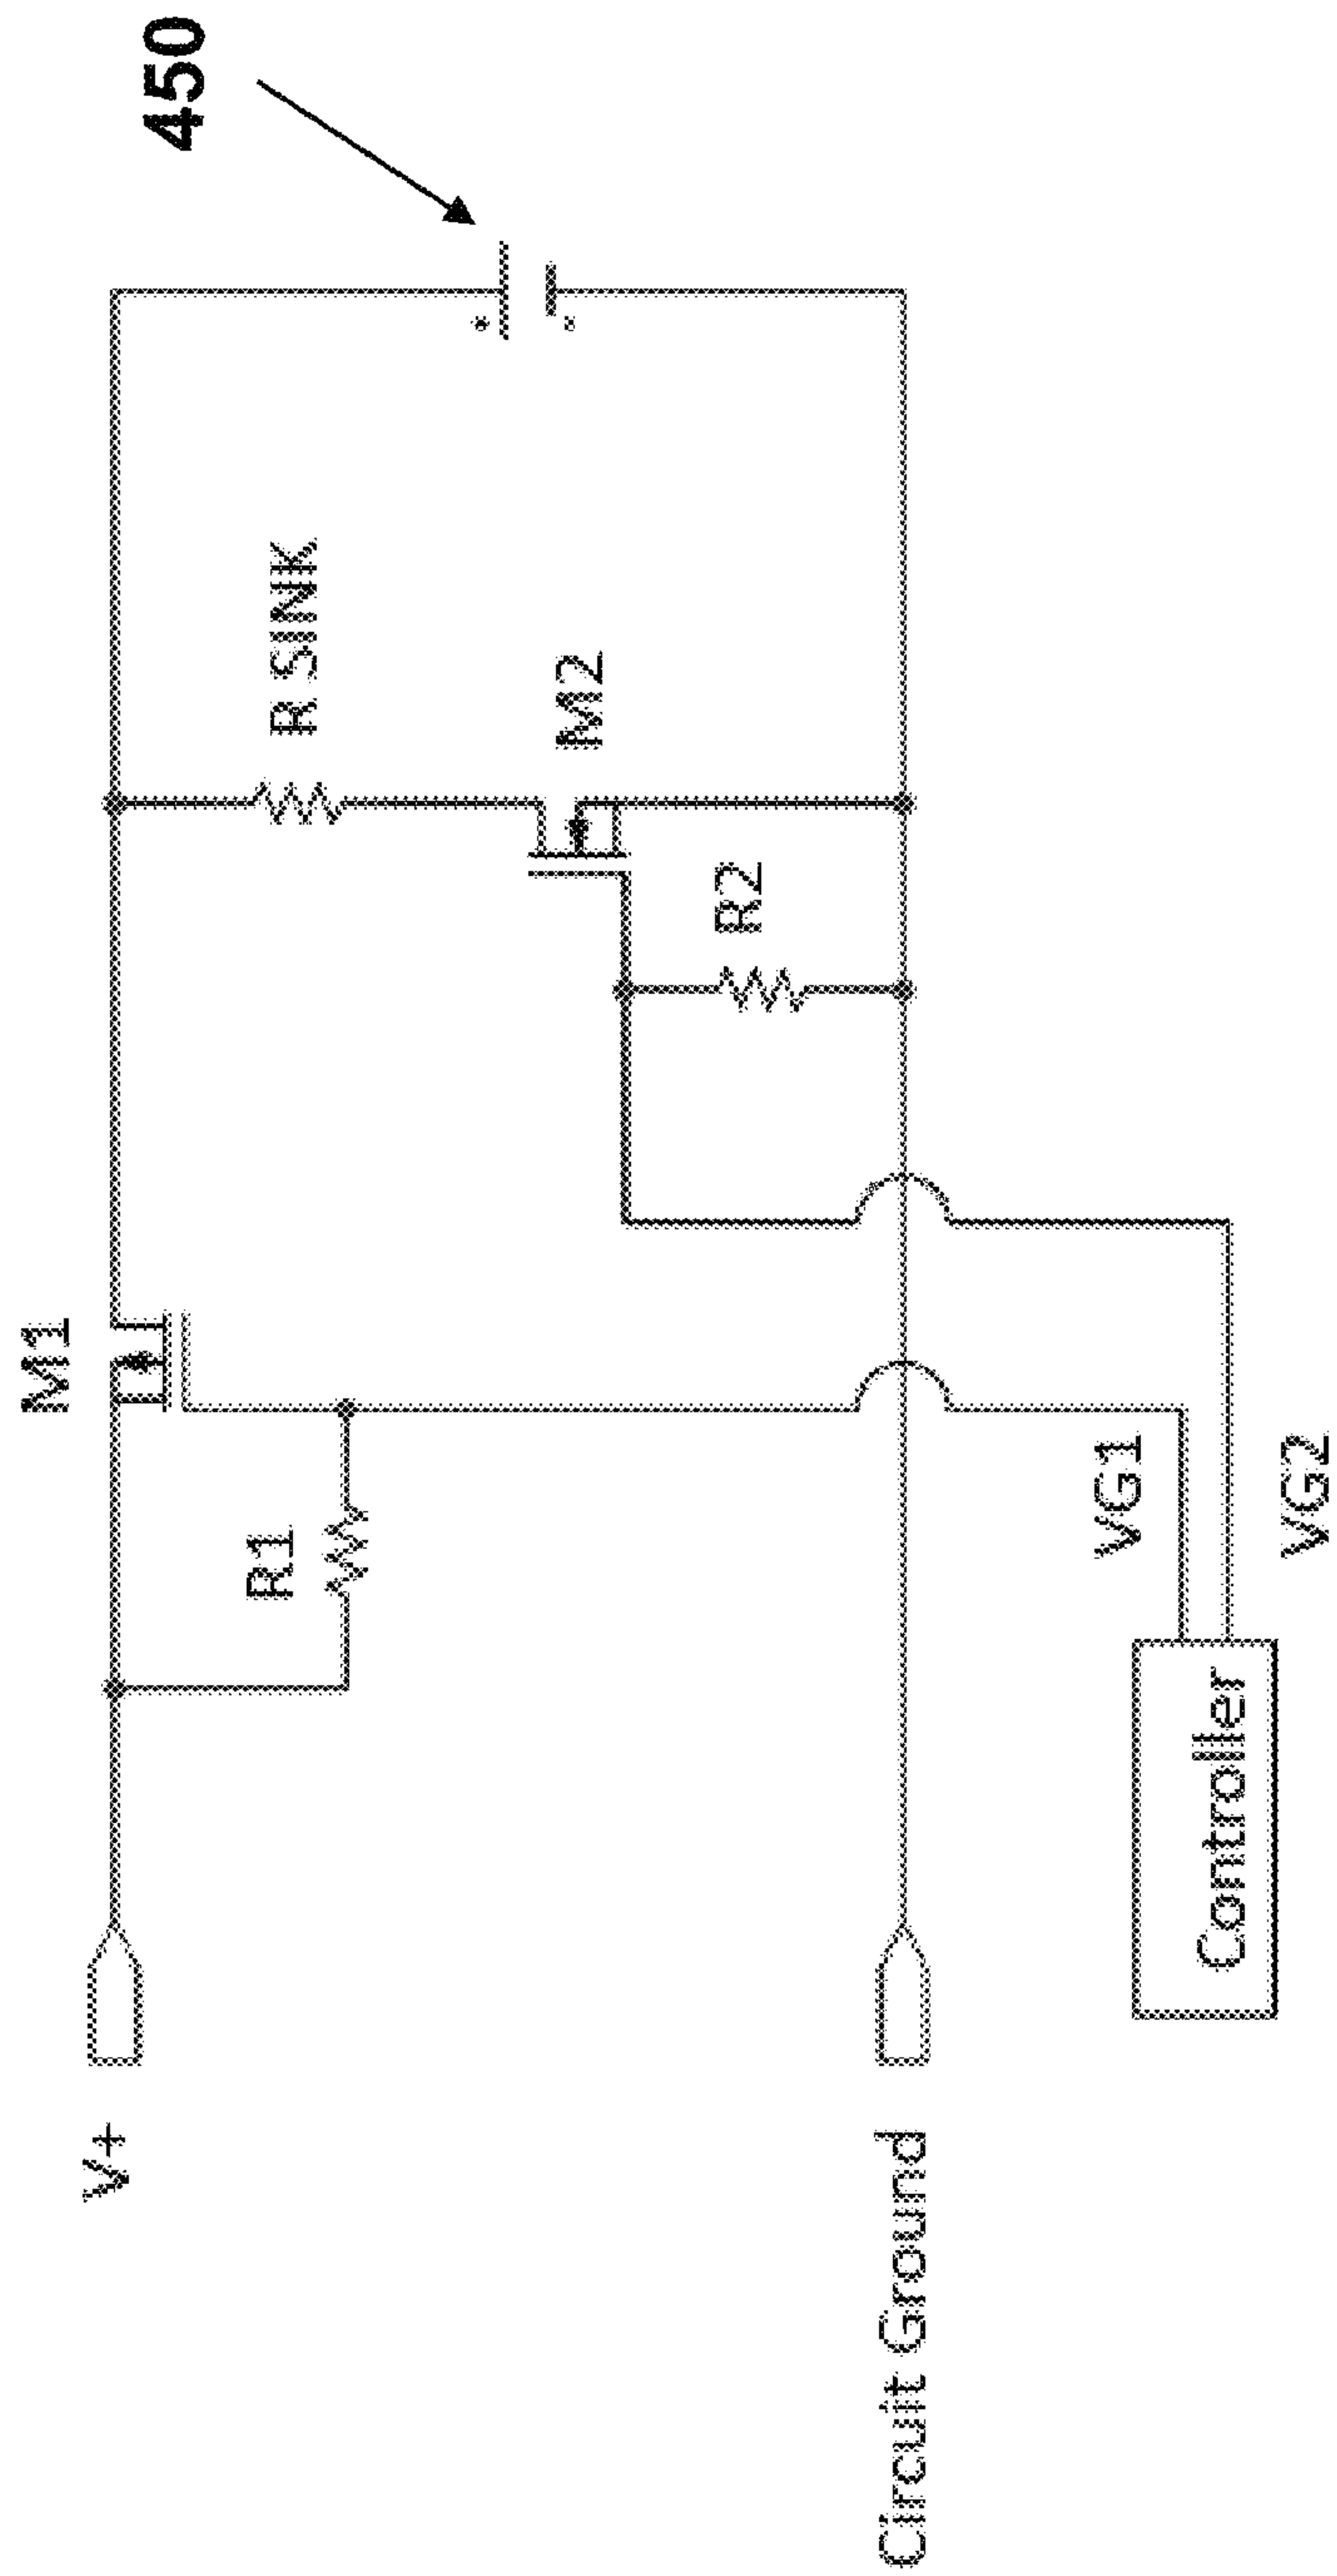 450
M1
R SINK
M2
R1
R2
V+
Circuit Ground
VG1
VG2
Controller